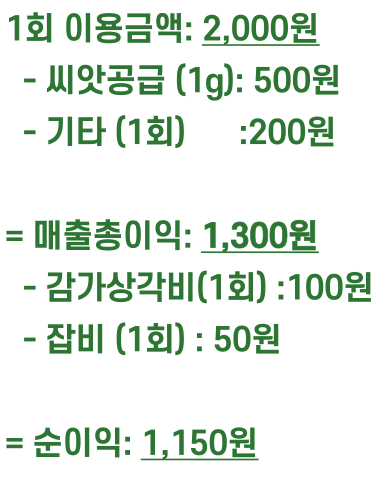 1회 이용금액: 2,000원
- 씨앗공급 (1g): 500원
- 기타 (1회) :200원
= 매출총이익: 1,300원
- 감가상각비(1회) :100원
- 잡비 (1회) : 50원
= 순이익: 1,150원